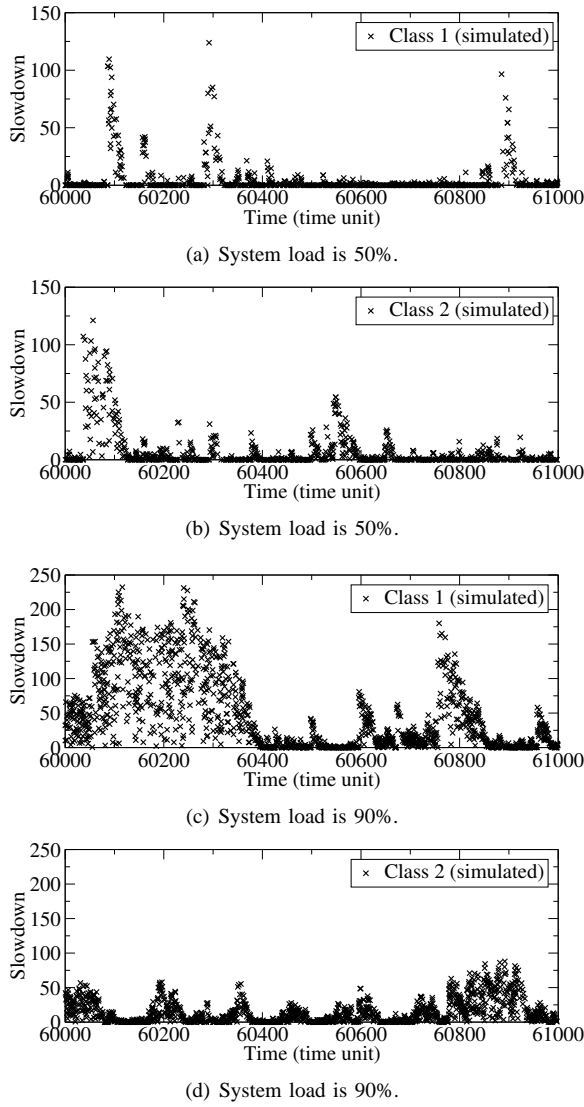 150
Class 1 (simulated)
100
50
0
Slowdown
60000 60200 60400 60600 60800 61000
Time (time unit)
(a) System load is 50%.
150
Class 2 (simulated)
100
50
0
Slowdown
60000 60200 60400 60600 60800 61000
Time (time unit)
(b) System load is 50%.
250
Class 1 (simulated)
200
150
100
50
0
Slowdown
60000 60200 60400 60600 60800 61000
Time (time unit)
(c) System load is 90%.
250
Class 2 (simulated)
200
150
100
50
0
Slowdown
60000 60200 60400 60600 60800 61000
Time (time unit)
(d) System load is 90%.